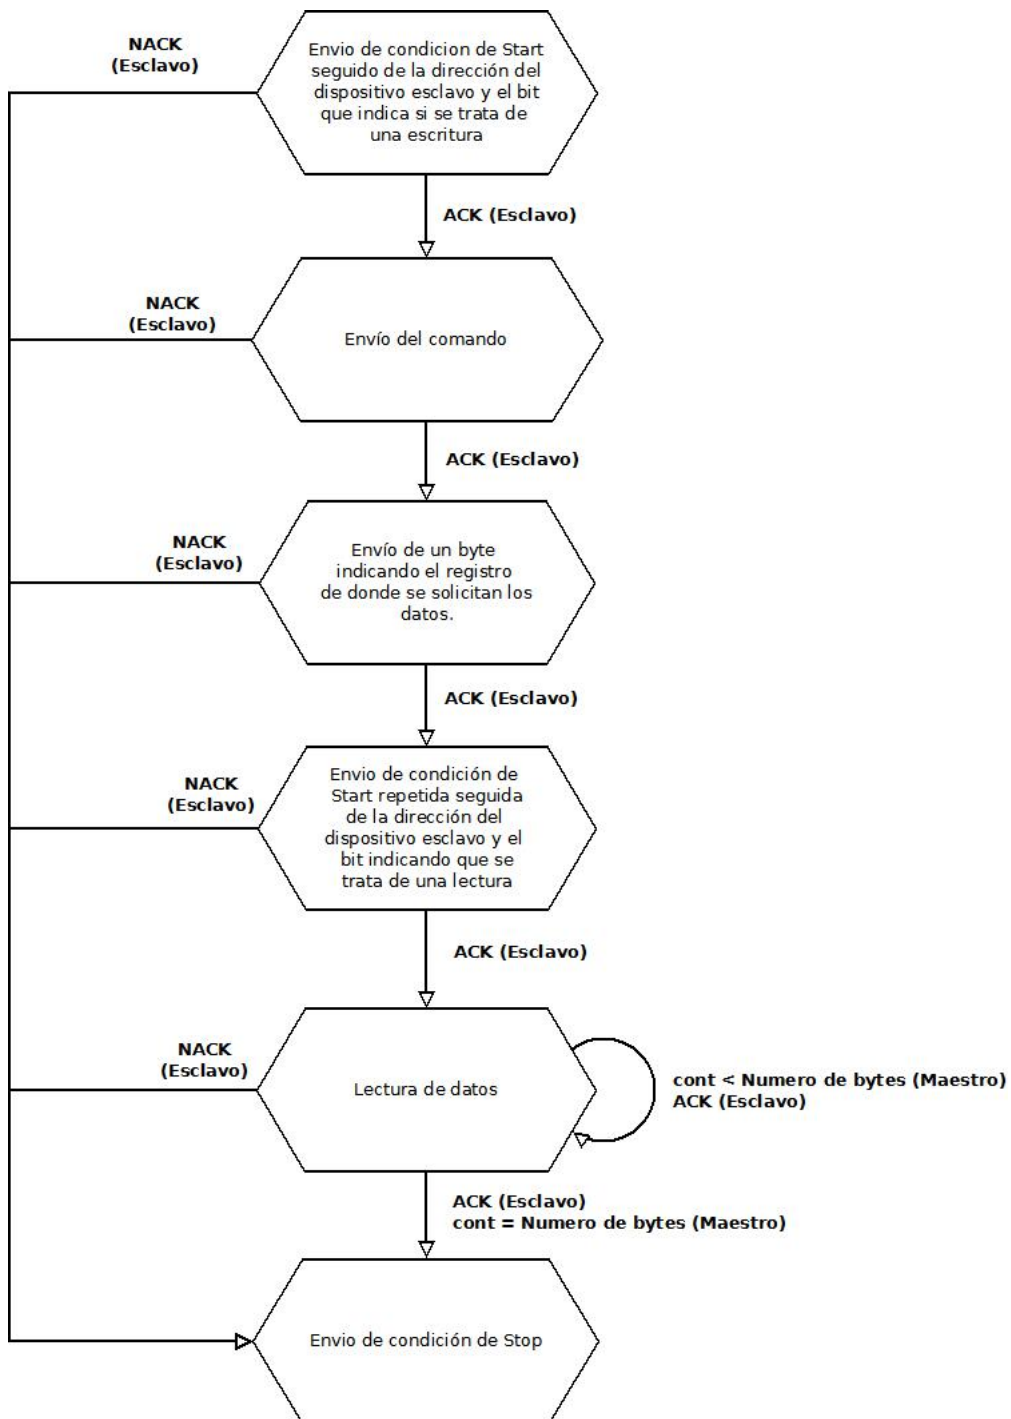 NACK
(Esclavo)
Envio de condicion de Start
seguido de la dirección del
dispositivo esclavo y el bit
que indica si se trata de
una escritura
ACK (Esclavo)
NACK
(Esclavo)
Envío del comando
ACK (Esclavo)
NACK
(Esclavo)
Envío de un byte
indicando el registro
de donde se solicitan los
datos.
ACK (Esclavo)
NACK
(Esclavo)
Envio de condición de
Start repetida seguida
de la dirección del
dispositivo esclavo y el
bit indicando que se
trata de una lectura
ACK (Esclavo)
NACK
(Esclavo)
Lectura de datos
cont < Numero de bytes (Maestro)
ACK (Esclavo)
ACK (Esclavo)
cont = Numero de bytes (Maestro)
Envio de condición de Stop